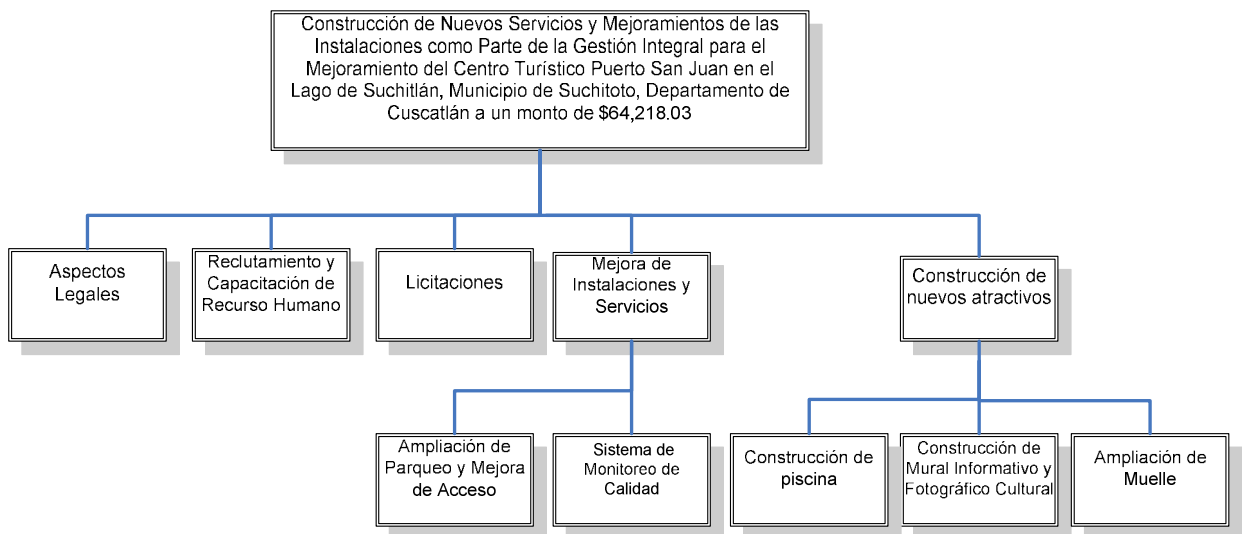 Construcción de Nuevos Servicios y Mejoramientos de las
Instalaciones como Parte de la Gestión Integral para el
Mejoramiento del Centro Turístico Puerto San Juan en el
Lago de Suchitlán, Municipio de Suchitoto, Departamento de
Cuscatlán a un monto de $64,218.03
Aspectos
Legales
Reclutamiento y
Capacitación de
Recurso Humano
Licitaciones
Mejora de
Instalaciones y
Servicios
Construcción de
nuevos atractivos
Ampliación de
Parqueo y Mejora
de Acceso
Sistema de
Monitoreo de
Calidad
Construcción de
piscina
Construcción de
Mural Informativo y
Fotográfico Cultural
Ampliación de
Muelle